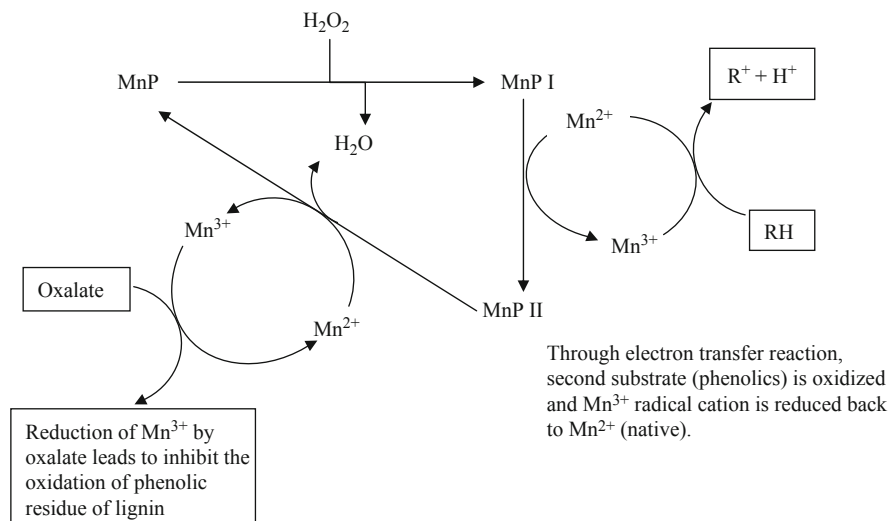 H₂O₂
MnP
MnP I
R⁺ + H⁺
Mn²⁺
H₂O
Mn³⁺
Mn³⁺
RH
Oxalate
MnP II
Mn²⁺
Through electron transfer reaction,
second substrate (phenolics) is oxidized
and Mn³⁺ radical cation is reduced back
to Mn²⁺ (native).
Reduction of Mn³⁺ by
oxalate leads to inhibit the
oxidation of phenolic
residue of lignin